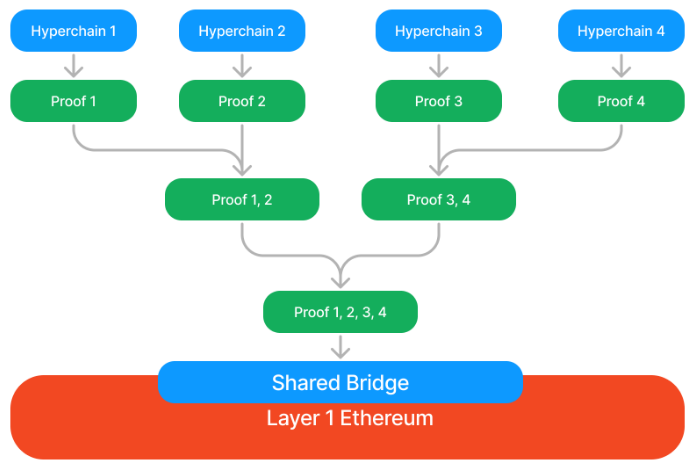 Hyperchain 1
Hyperchain 2
Hyperchain 3
Hyperchain 4
Proof 1
Proof 2
Proof 3
Proof 4
Proof 1, 2
Proof 3, 4
Proof 1, 2, 3, 4
Shared Bridge
Layer 1 Ethereum